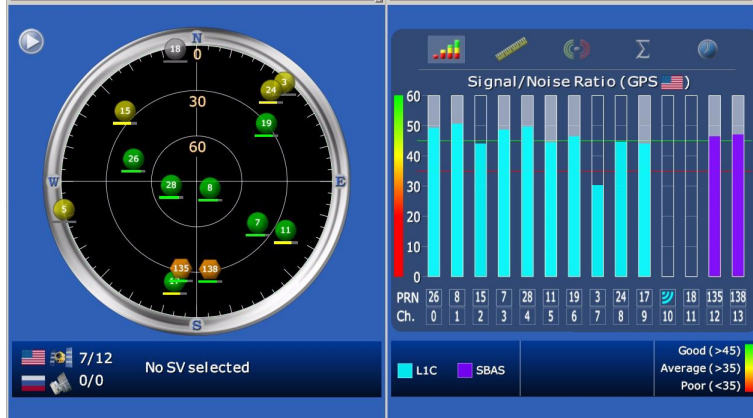 N
18
0
3
24
30
15
19
60
26
28
8
W
E
5
7
11
135
138
17
S
7/12
0/0
No SV selected
Σ
Signal/Noise Ratio (GPS)
60
50
40
30
20
10
0
PRN 26 8 15 7 28 11 19 3 24 17 18 135 138
Ch. 0 1 2 3 4 5 6 7 8 9 10 11 12 13
L1C SBAS
Good (>45)
Average (>35)
Poor (<35)